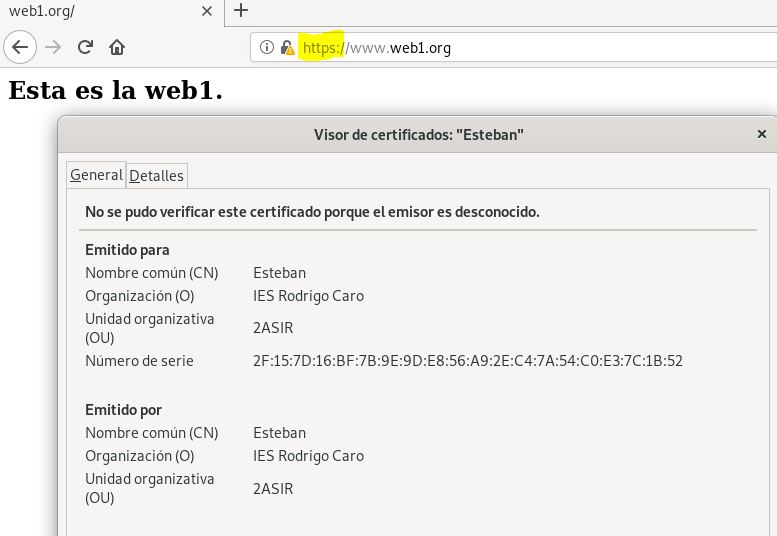 web1.org/
https://www.web1.org
Esta es la web1.
Visor de certificados: "Esteban"
General Detalles
No se pudo verificar este certificado porque el emisor es desconocido.
Emitido para
Nombre común (CN) Esteban
Organización (O) IES Rodrigo Caro
Unidad organizativa
(OU) 2ASIR
Número de serie 2F:15:7D:16:BF:7B:9E:9D:E8:56:A9:2E:C4:7A:54:C0:E3:7C:1B:52
Emitido por
Nombre común (CN) Esteban
Organización (O) IES Rodrigo Caro
Unidad organizativa
(OU) 2ASIR